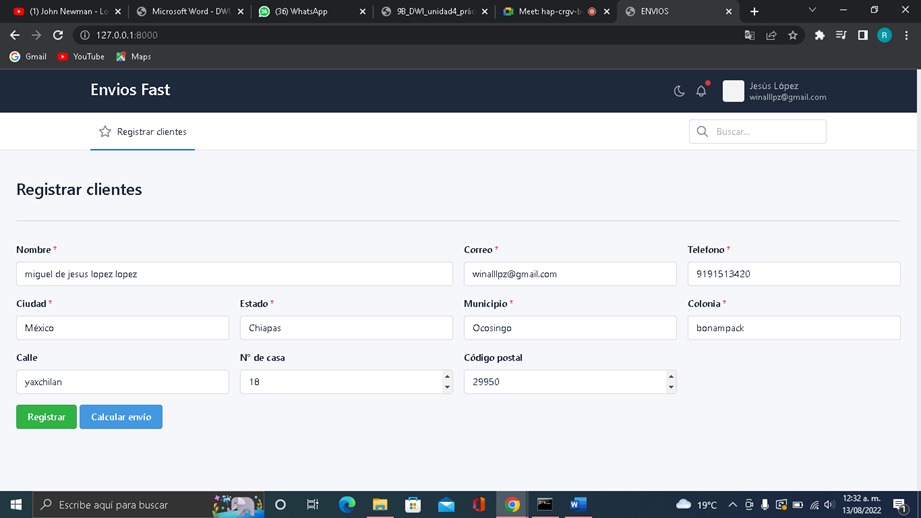 (1) John Newman - Lo
Microsoft Word - DW
(36) WhatsApp
9B_DWI_unidad4_prác
Meet: hap-crgv-b
ENVIOS
127.0.0.1:8000
R
Gmail
YouTube
Maps
Envios Fast
Jesús López
winalllpz@gmail.com
Registrar clientes
Buscar...
Registrar clientes
Nombre * Correo * Telefono *
miguel de jesus lopez lopez winalllpz@gmail.com 9191513420
Ciudad * Estado * Municipio * Colonia *
México Chiapas Ocosingo bonampack
Calle N° de casa Código postal
yaxchilan 18 29950
Registrar Calcular envío
Escribe aquí para buscar
19°C
12:32 a. m.
13/08/2022
1